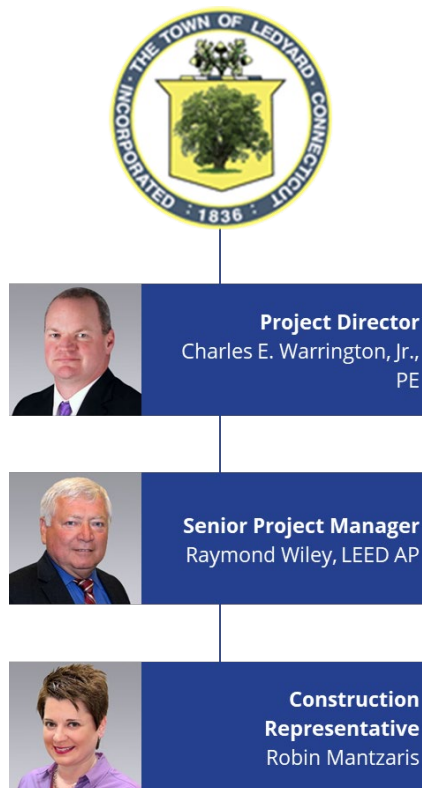 THE TOWN OF LEDYARD · CONNECTICUT
INCORPORATED : 1836 :
Project Director
Charles E. Warrington, Jr.,
PE
Senior Project Manager
Raymond Wiley, LEED AP
Construction
Representative
Robin Mantzaris